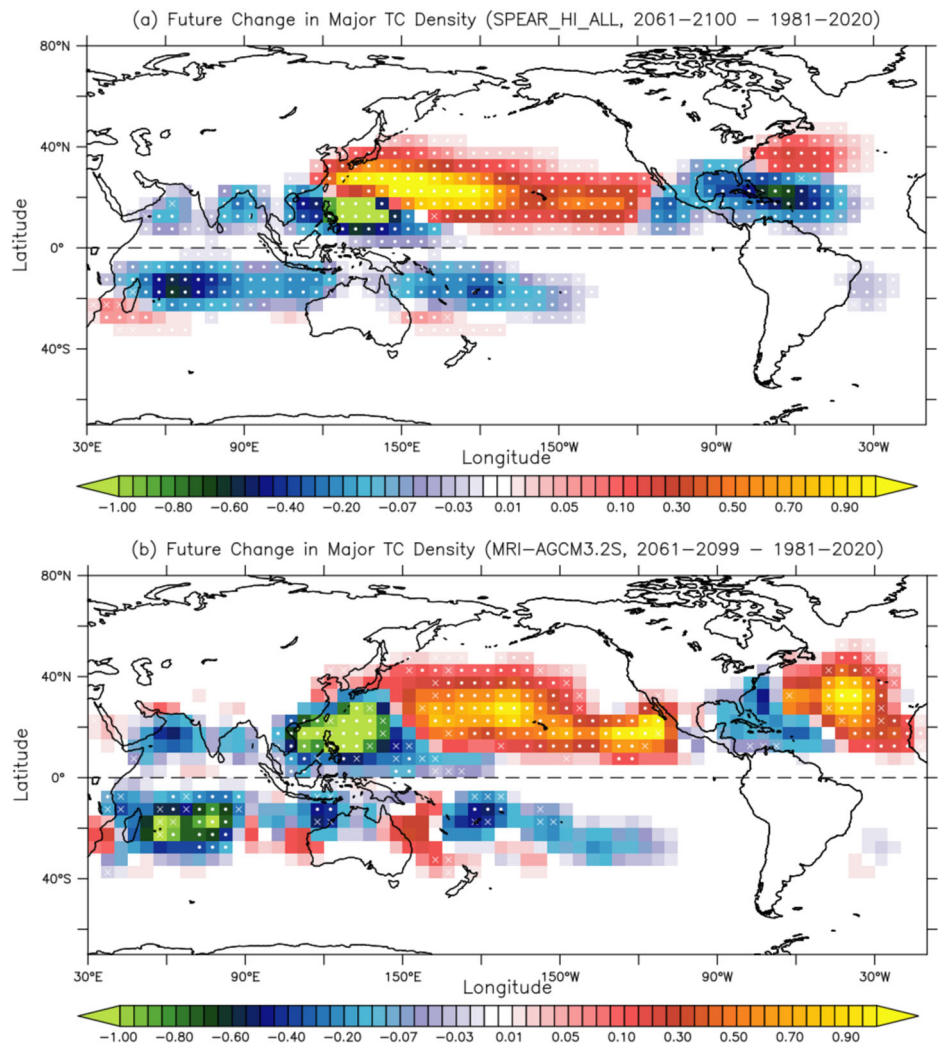 (a) Future Change in Major TC Density (SPEAR_HI_ALL, 2061−2100 − 1981−2020)
80°N
40°N
0°
40°S
Latitude
30°E 90°E 150°E 150°W 90°W 30°W
Longitude
−1.00 −0.60 −0.40 −0.20 −0.07 −0.03 0.01 0.05 0.10 0.30 0.50 0.70 0.90
(b) Future Change in Major TC Density (MRI−AGCM3.2S, 2061−2099 − 1981−2020)
80°N
40°N
0°
40°S
Latitude
30°E 90°E 150°E 150°W 90°W 30°W
Longitude
−1.00 −0.80 −0.60 −0.40 −0.20 −0.07 −0.03 0.01 0.05 0.10 0.30 0.70 0.90